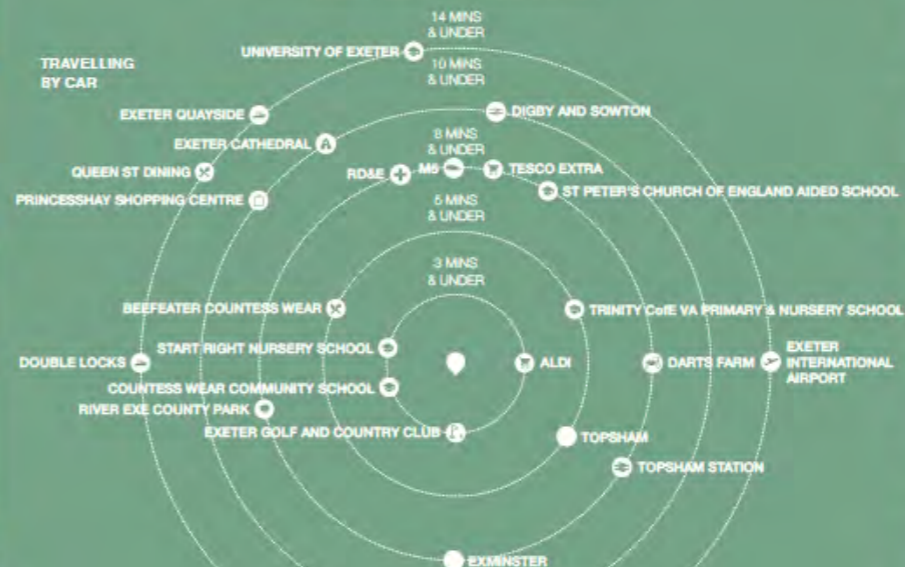 14 MINS
& UNDER
UNIVERSITY OF EXETER
TRAVELLING
BY CAR
10 MINS
& UNDER
EXETER QUAYSIDE
DIGBY AND SOWTON
EXETER CATHEDRAL
8 MINS
& UNDER
QUEEN ST DINING
RD&E
M5
TESCO EXTRA
PRINCESSHAY SHOPPING CENTRE
ST PETER'S CHURCH OF ENGLAND AIDED SCHOOL
5 MINS
& UNDER
3 MINS
& UNDER
BEEFEATER COUNTESS WEAR
TRINITY CofE VA PRIMARY & NURSERY SCHOOL
START RIGHT NURSERY SCHOOL
DOUBLE LOCKS
ALDI
DARTS FARM
EXETER
INTERNATIONAL
AIRPORT
COUNTESS WEAR COMMUNITY SCHOOL
RIVER EXE COUNTY PARK
EXETER GOLF AND COUNTRY CLUB
TOPSHAM
TOPSHAM STATION
EXMINSTER